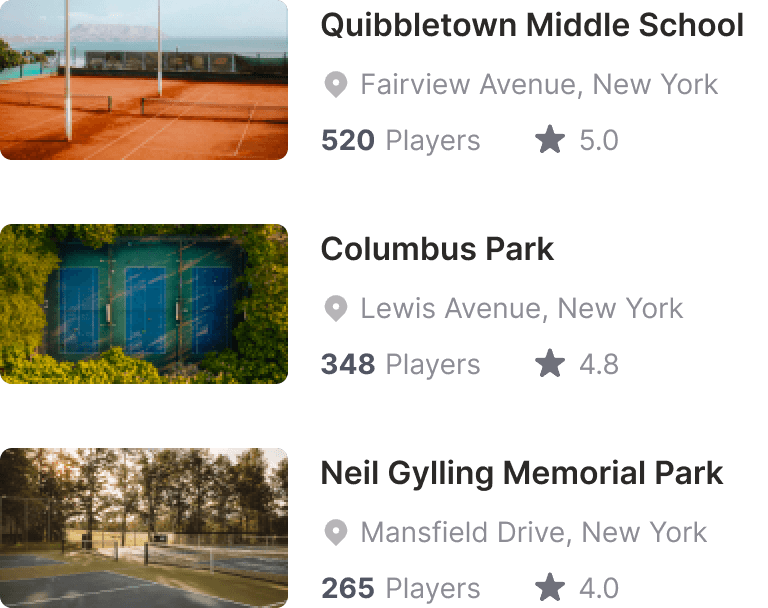 Quibbletown Middle School
Fairview Avenue, New York
520 Players 5.0
Columbus Park
Lewis Avenue, New York
348 Players 4.8
Neil Gylling Memorial Park
Mansfield Drive, New York
265 Players 4.0